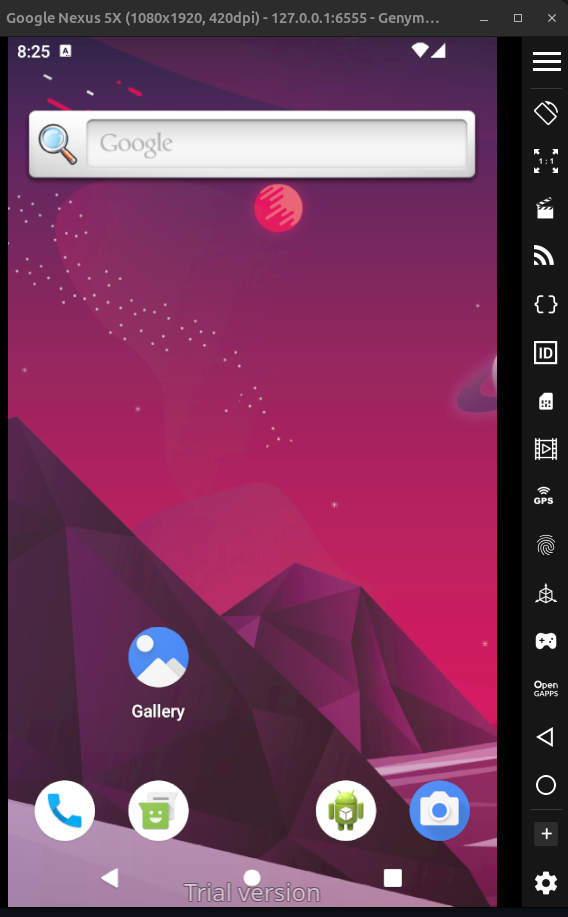 Google Nexus 5X (1080x1920, 420dpi) - 127.0.0.1:6555 - Genym...
8:25 A
Google
1:1
ID
GPS
Open
GAPPS
Gallery
Trial version